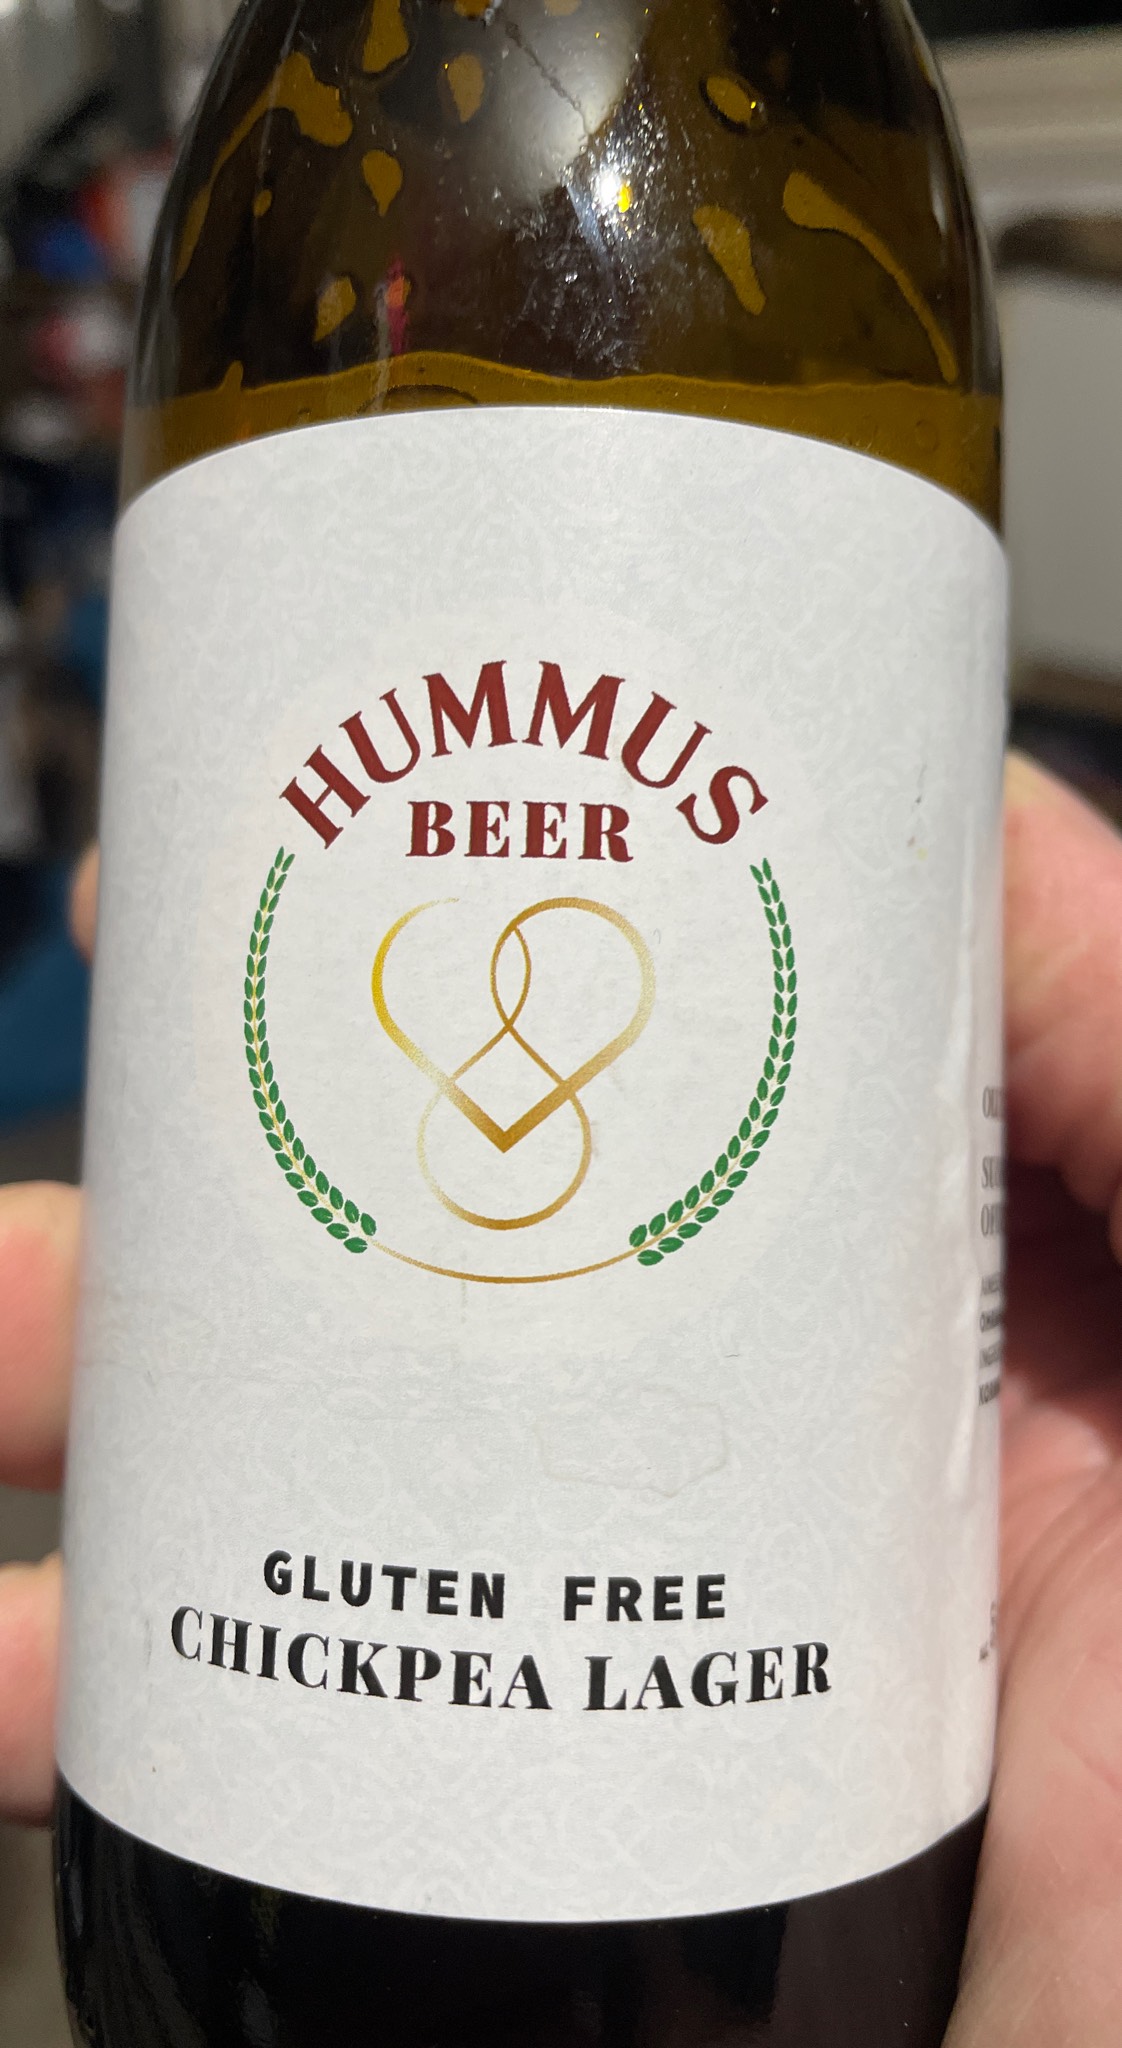 HUMMUS
BEER
GLUTEN FREE
CHICKPEA LAGER